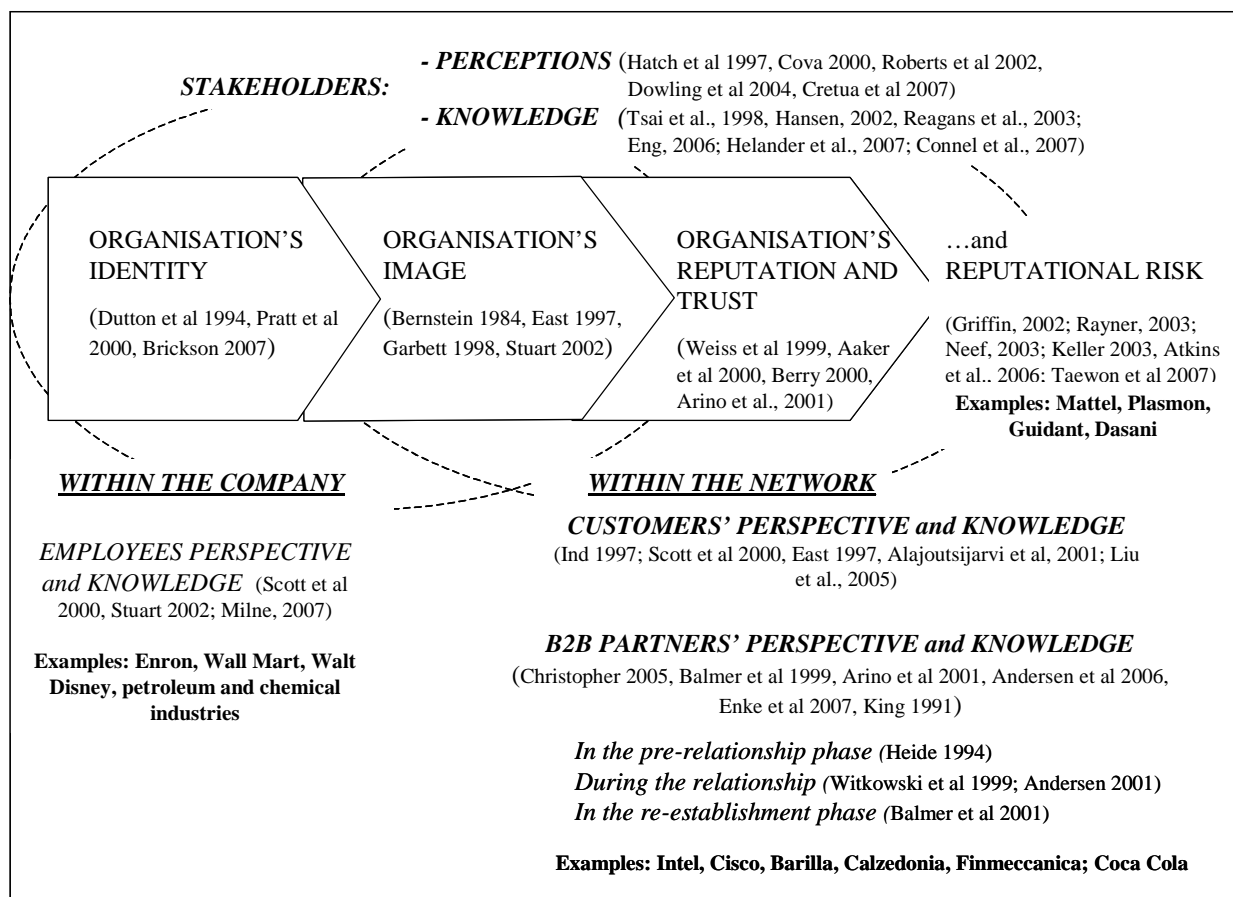 - PERCEPTIONS (Hatch et al 1997, Cova 2000, Roberts et al 2002,
Dowling et al 2004, Cretua et al 2007)
STAKEHOLDERS:
- KNOWLEDGE (Tsai et al., 1998, Hansen, 2002, Reagans et al., 2003;
Eng, 2006; Helander et al., 2007; Connel et al., 2007)
ORGANISATION’S
IDENTITY
(Dutton et al 1994, Pratt et al
2000, Brickson 2007)
ORGANISATION’S
IMAGE
(Bernstein 1984, East 1997,
Garbett 1998, Stuart 2002)
ORGANISATION’S
REPUTATION AND
TRUST
(Weiss et al 1999, Aaker
et al 2000, Berry 2000,
Arino et al., 2001)
…and
REPUTATIONAL RISK
(Griffin, 2002; Rayner, 2003;
Neef, 2003; Keller 2003, Atkins
et al.. 2006: Taewon et al 2007)
Examples: Mattel, Plasmon,
Guidant, Dasani
WITHIN THE COMPANY
EMPLOYEES PERSPECTIVE
and KNOWLEDGE (Scott et al
2000, Stuart 2002; Milne, 2007)
Examples: Enron, Wall Mart, Walt
Disney, petroleum and chemical
industries
WITHIN THE NETWORK
CUSTOMERS’ PERSPECTIVE and KNOWLEDGE
(Ind 1997; Scott et al 2000, East 1997, Alajoutsijarvi et al, 2001; Liu
et al., 2005)
B2B PARTNERS’ PERSPECTIVE and KNOWLEDGE
(Christopher 2005, Balmer et al 1999, Arino et al 2001, Andersen et al 2006,
Enke et al 2007, King 1991)
In the pre-relationship phase (Heide 1994)
During the relationship (Witkowski et al 1999; Andersen 2001)
In the re-establishment phase (Balmer et al 2001)
Examples: Intel, Cisco, Barilla, Calzedonia, Finmeccanica; Coca Cola